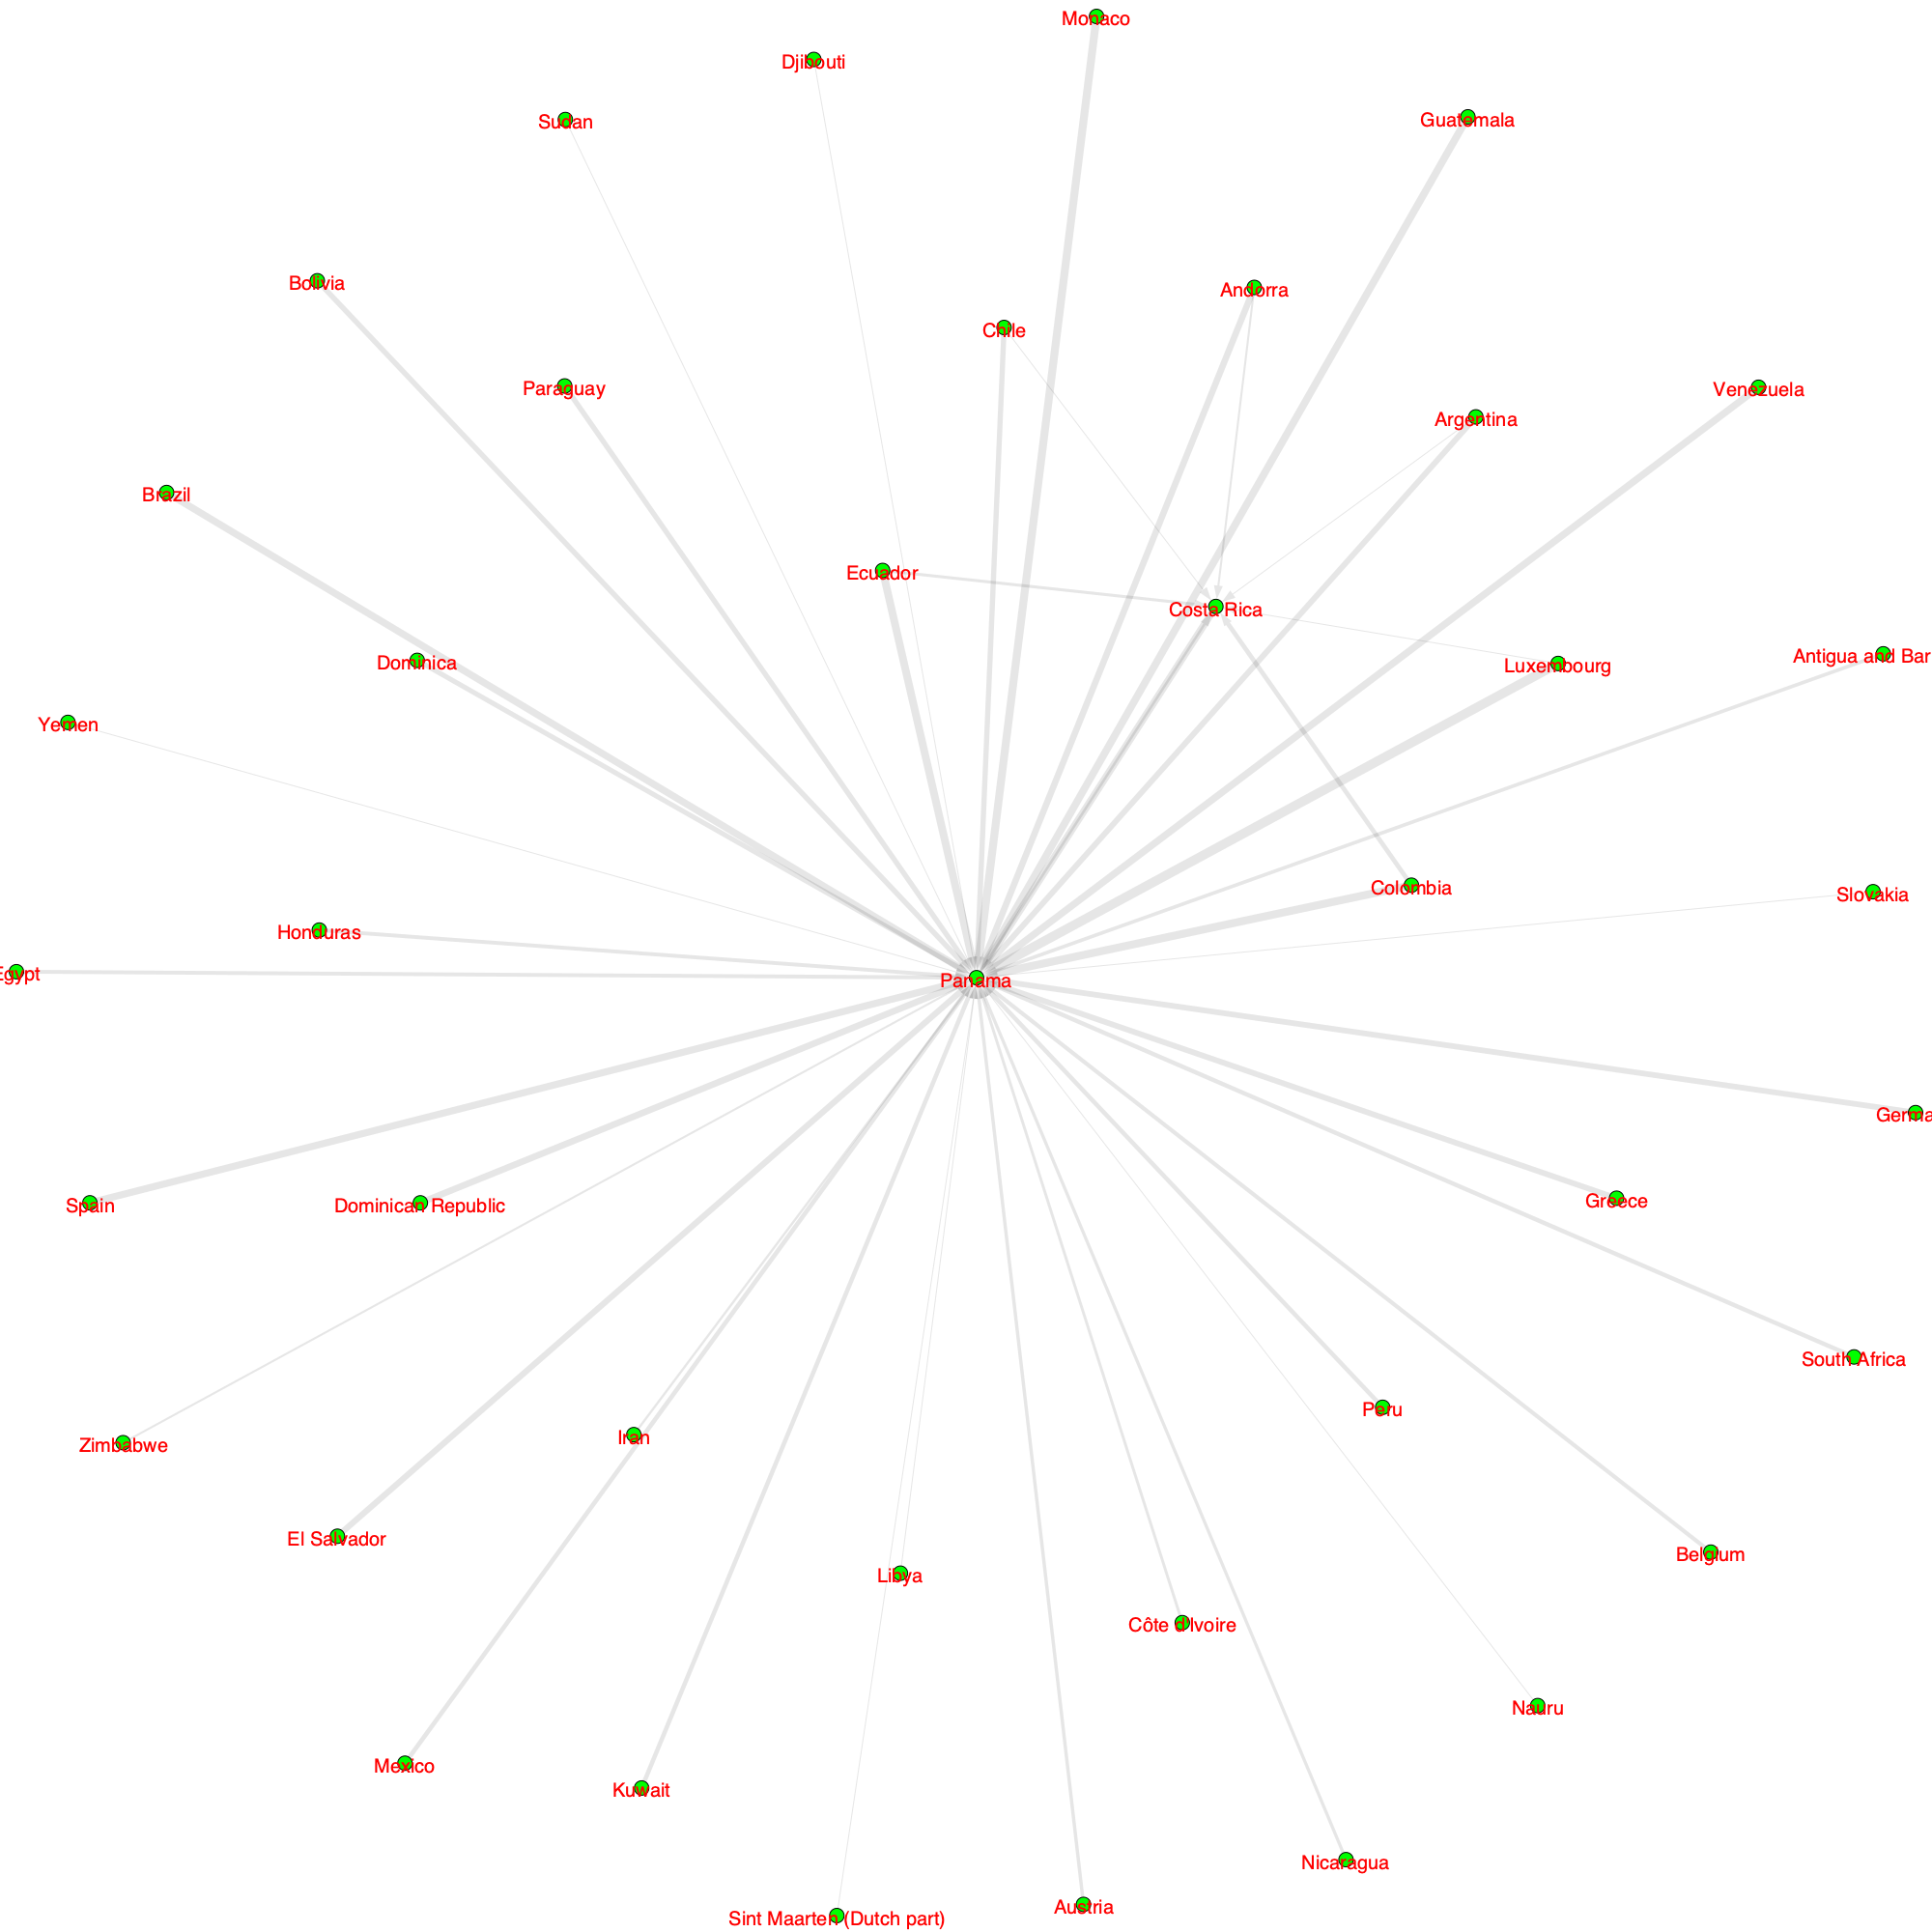 Monaco
Djibouti
Sudan
Guatemala
Bolivia
Andorra
Chile
Paraguay
Venezuela
Argentina
Brazil
Ecuador
Costa Rica
Dominica
Luxembourg
Antigua and Bar
Yemen
Colombia
Slovakia
Honduras
Egypt
Panama
Germa
Spain
Dominican Republic
Greece
South Africa
Peru
Zimbabwe
Iran
El Salvador
Belgium
Libya
Côte d'Ivoire
Nauru
Mexico
Kuwait
Nicaragua
Austria
Sint Maarten (Dutch part)